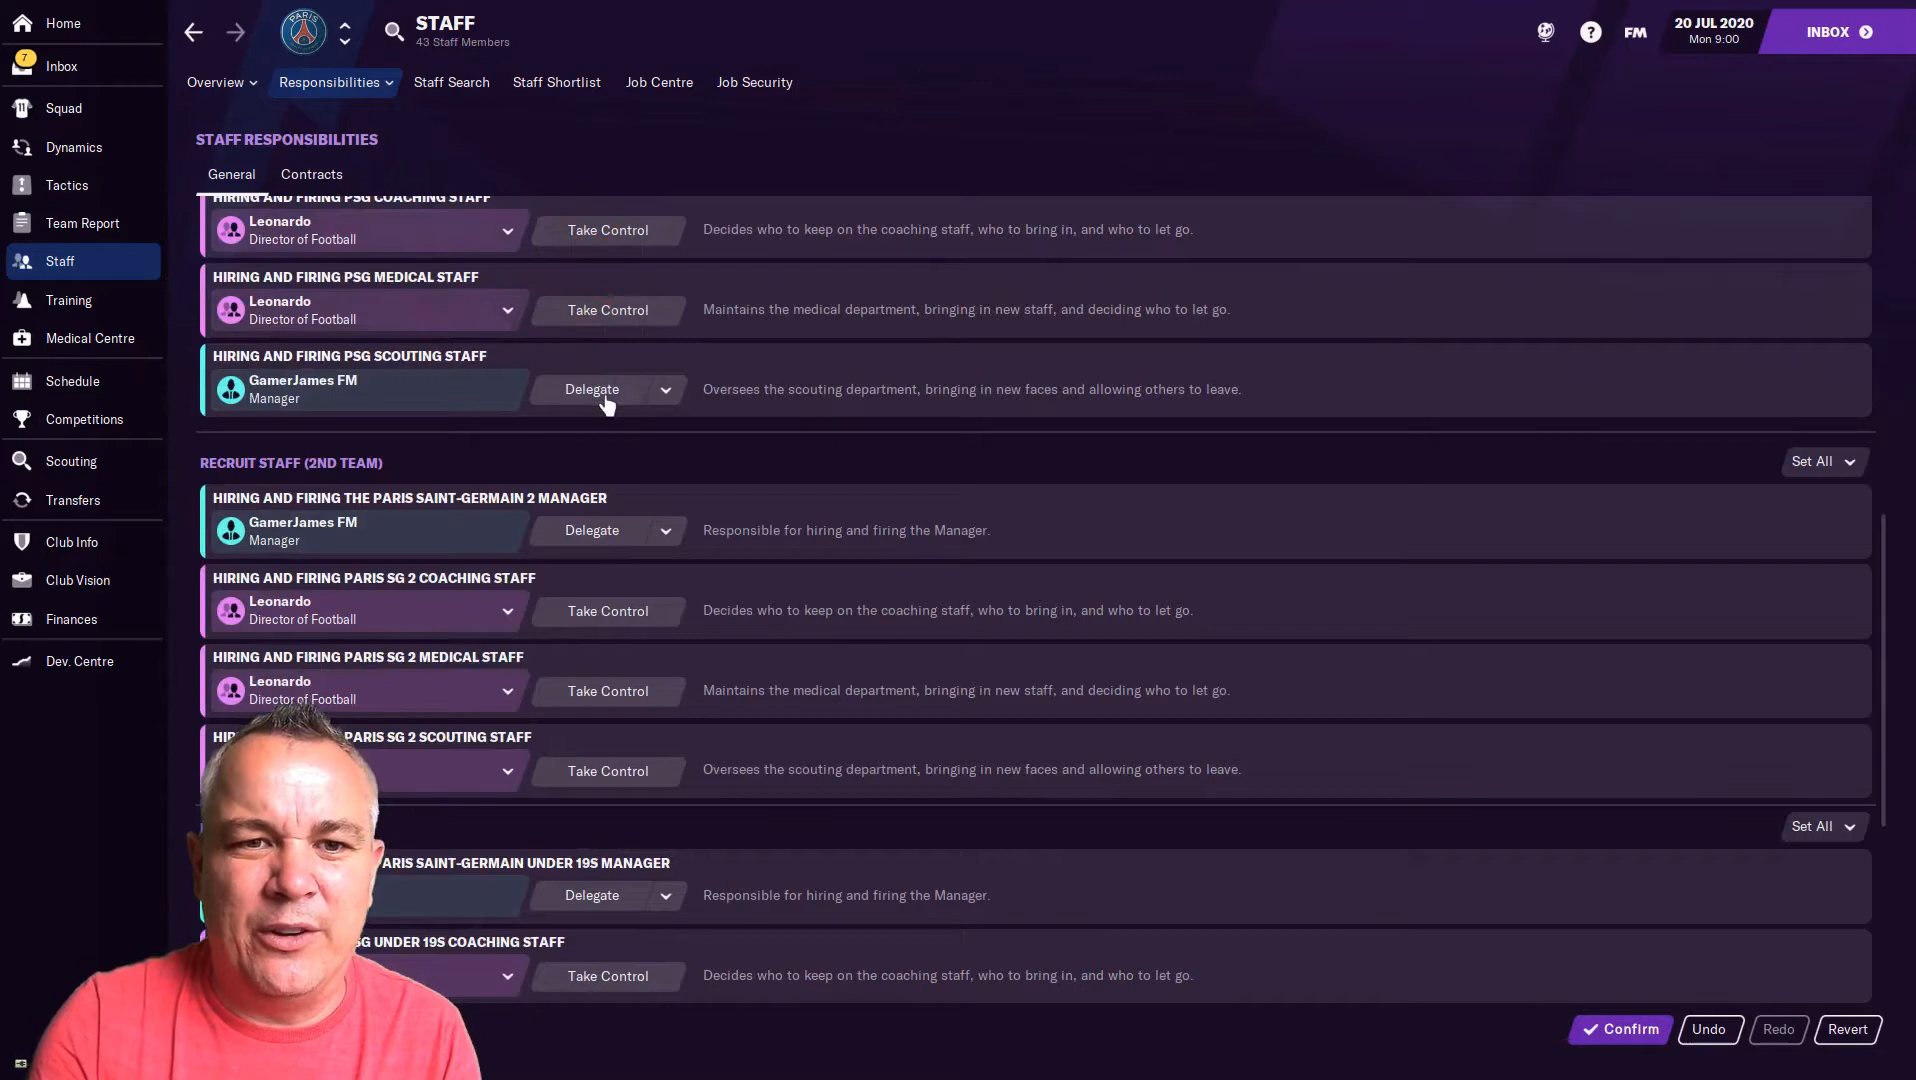 Home
PARIS
STAFF
43 Staff Members
?
FM
20 JUL 2020
Mon 9:00
INBOX
7
Inbox
Overview
Responsibilities
Staff Search
Staff Shortlist
Job Centre
Job Security
Squad
Dynamics
Tactics
Team Report
Staff
Training
Medical Centre
Schedule
Competitions
Scouting
Transfers
Club Info
Club Vision
Finances
Dev. Centre
STAFF RESPONSIBILITIES
General
Contracts
HIRING AND FIRING PSG COACHING STAFF
Leonardo
Director of Football
Take Control
Decides who to keep on the coaching staff, who to bring in, and who to let go.
HIRING AND FIRING PSG MEDICAL STAFF
Leonardo
Director of Football
Take Control
Maintains the medical department, bringing in new staff, and deciding who to let go.
HIRING AND FIRING PSG SCOUTING STAFF
GamerJames FM
Manager
Delegate
Oversees the scouting department, bringing in new faces and allowing others to leave.
RECRUIT STAFF (2ND TEAM)
Set All
HIRING AND FIRING THE PARIS SAINT-GERMAIN 2 MANAGER
GamerJames FM
Manager
Delegate
Responsible for hiring and firing the Manager.
HIRING AND FIRING PARIS SG 2 COACHING STAFF
Leonardo
Director of Football
Take Control
Decides who to keep on the coaching staff, who to bring in, and who to let go.
HIRING AND FIRING PARIS SG 2 MEDICAL STAFF
Leonardo
Director of Football
Take Control
Maintains the medical department, bringing in new staff, and deciding who to let go.
PARIS SG 2 SCOUTING STAFF
Take Control
Oversees the scouting department, bringing in new faces and allowing others to leave.
Set All
PARIS SAINT-GERMAIN UNDER 19S MANAGER
Delegate
Responsible for hiring and firing the Manager.
UNDER 19S COACHING STAFF
Take Control
Decides who to keep on the coaching staff, who to bring in, and who to let go.
Confirm
Undo
Redo
Revert